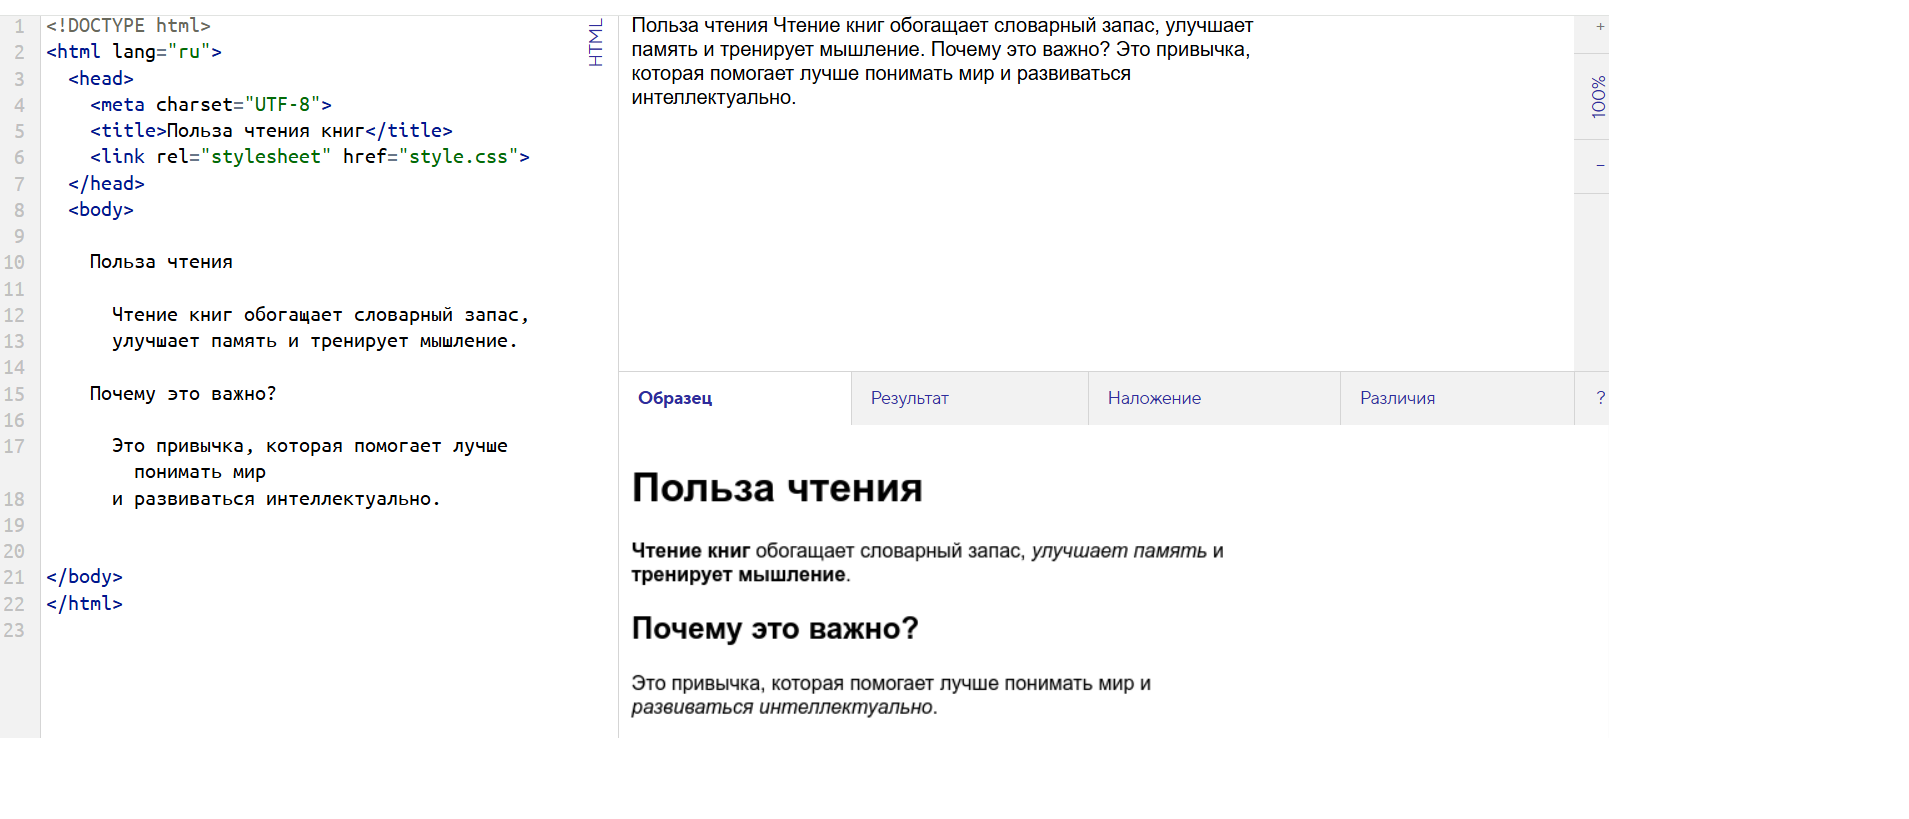 1 <!DOCTYPE html>
2 <html lang="ru">
3 <head>
4 <meta charset="UTF-8">
5 <title>Польза чтения книг</title>
6 <link rel="stylesheet" href="style.css">
7 </head>
8 <body>
9
10 Польза чтения
11
12 Чтение книг обогащает словарный запас,
13 улучшает память и тренирует мышление.
14
15 Почему это важно?
16
17 Это привычка, которая помогает лучше
понимать мир
18 и развиваться интеллектуально.
19
20
21 </body>
22 </html>
23
HTML
Польза чтения Чтение книг обогащает словарный запас, улучшает
память и тренирует мышление. Почему это важно? Это привычка,
которая помогает лучше понимать мир и развиваться
интеллектуально.
+
100%
−
Образец
Результат
Наложение
Различия
?
Польза чтения
Чтение книг обогащает словарный запас, улучшает память и
тренирует мышление.
Почему это важно?
Это привычка, которая помогает лучше понимать мир и
развиваться интеллектуально.